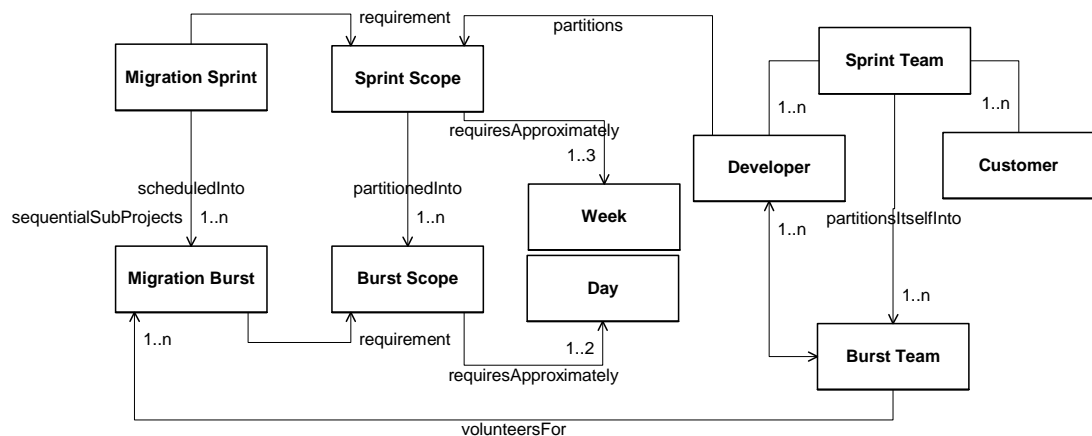 requirement
partitions
Migration Sprint
Sprint Scope
Sprint Team
1..n
1..n
requiresApproximately
1..3
Developer
Customer
scheduledInto
partitionedInto
sequentialSubProjects
1..n
1..n
Week
1..n
partitionsItselfInto
Migration Burst
Burst Scope
Day
1..n
1..n
requirement
1..2
Burst Team
requiresApproximately
volunteersFor